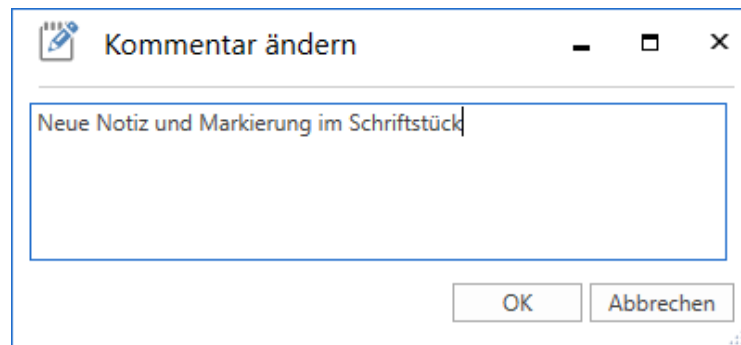 Kommentar ändern
Neue Notiz und Markierung im Schriftstück
OK
Abbrechen